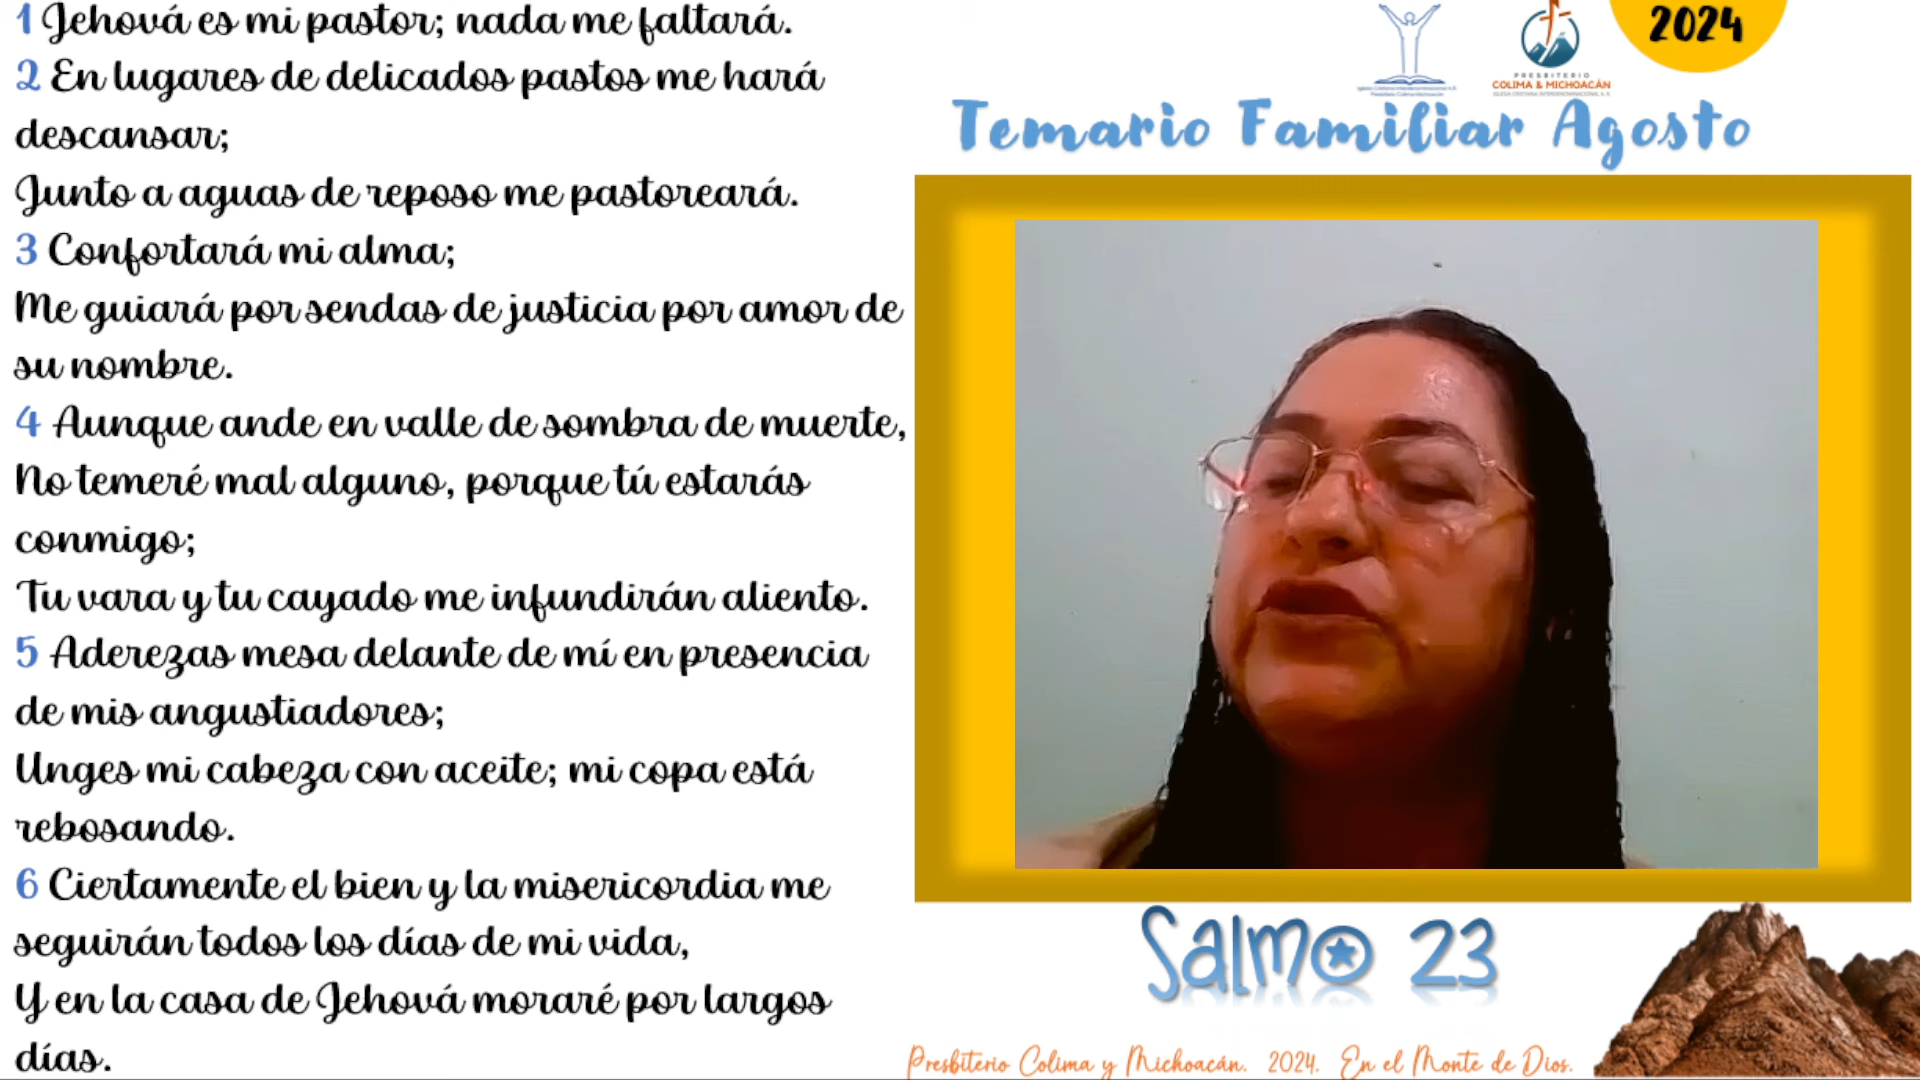 1 Jehová es mi pastor; nada me faltará.
2 En lugares de delicados pastos me hará
descansar;
Junto a aguas de reposo me pastoreará.
3 Confortará mi alma;
Me guiará por sendas de justicia por amor de
su nombre.
4 Aunque ande en valle de sombra de muerte,
No temeré mal alguno, porque tú estarás
conmigo;
Tu vara y tu cayado me infundirán aliento.
5 Aderezas mesa delante de mí en presencia
de mis angustiadores;
Unges mi cabeza con aceite; mi copa está
rebosando.
6 Ciertamente el bien y la misericordia me
seguirán todos los días de mi vida,
Y en la casa de Jehová moraré por largos
días.
2024
PRESBITERIO
COLIMA & MICHOACÁN
IGLESIA CRISTIANA INTERDENOMINACIONAL A. R.
Temario Familiar Agosto
Salmo 23
Presbiterio Colima y Michoacán. 2024. En el Monte de Dios.